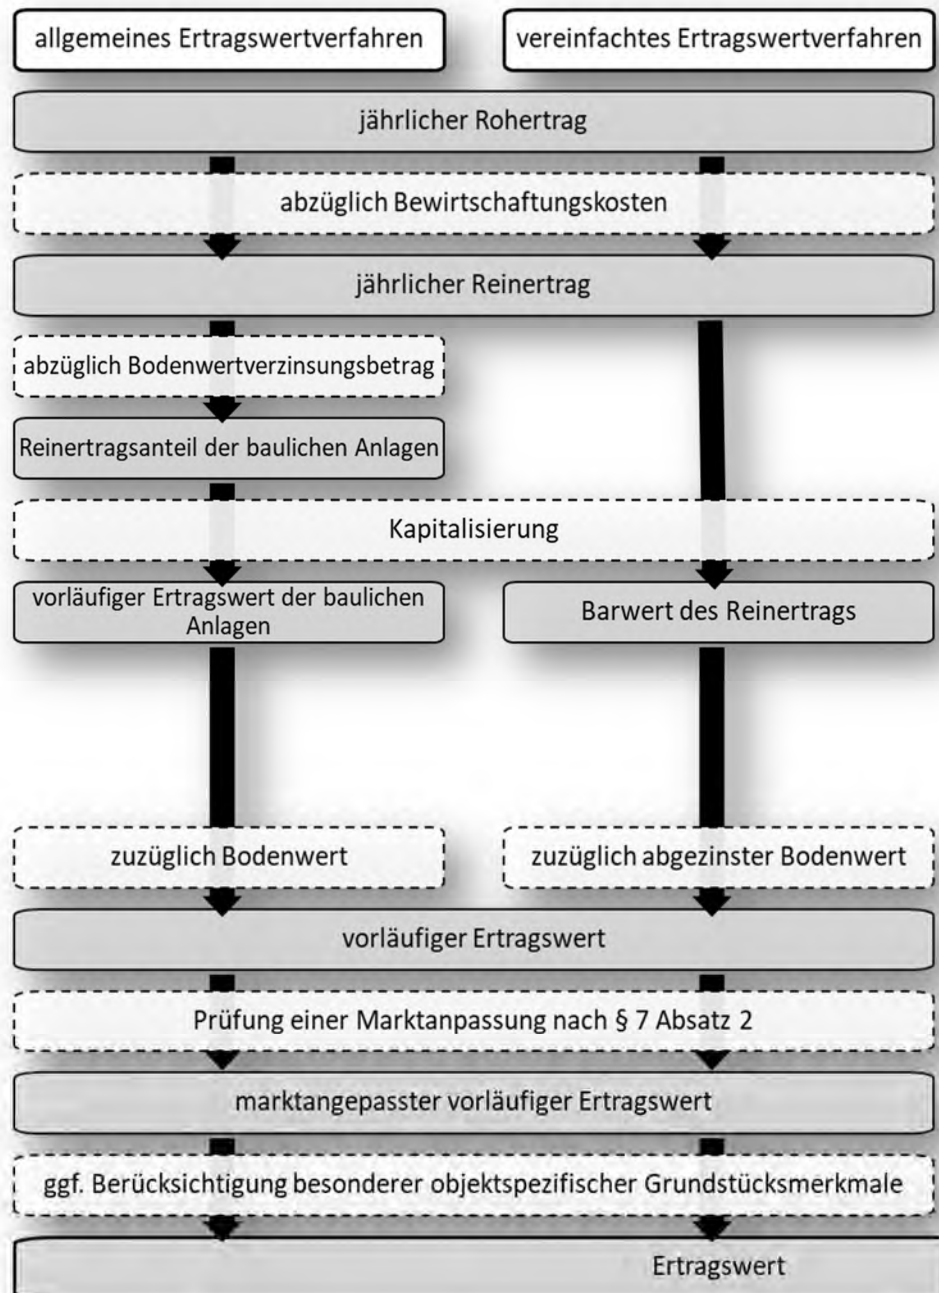 allgemeines Ertragswertverfahren
vereinfachtes Ertragswertverfahren
jährlicher Rohertrag
abzüglich Bewirtschaftungskosten
jährlicher Reinertrag
abzüglich Bodenwertverzinsungsbetrag
Reinertragsanteil der baulichen Anlagen
Kapitalisierung
vorläufiger Ertragswert der baulichen
Anlagen
Barwert des Reinertrags
zuzüglich Bodenwert
zuzüglich abgezinster Bodenwert
vorläufiger Ertragswert
Prüfung einer Marktanpassung nach § 7 Absatz 2
marktangepasster vorläufiger Ertragswert
ggf. Berücksichtigung besonderer objektspezifischer Grundstücksmerkmale
Ertragswert